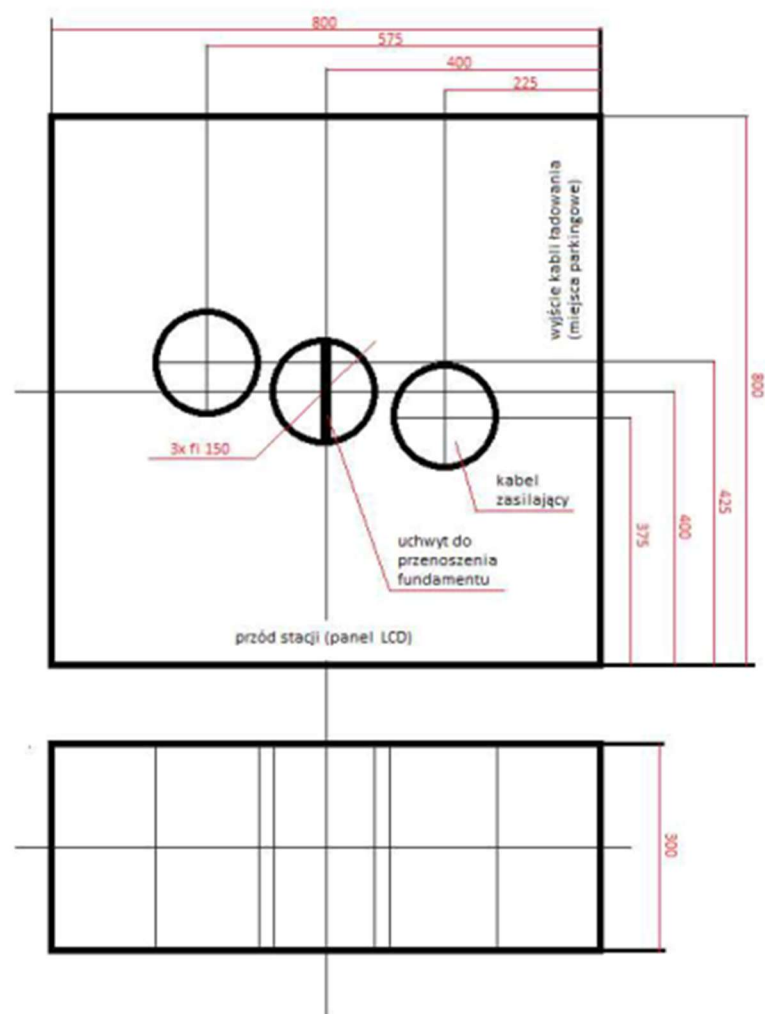 800
575
400
225
wyjście kabli ładowania
(miejsca parkingowe)
3x fi 150
kabel
zasilający
uchwyt do
przenoszenia
fundamentu
375
400
425
800
przód stacji (panel LCD)
300